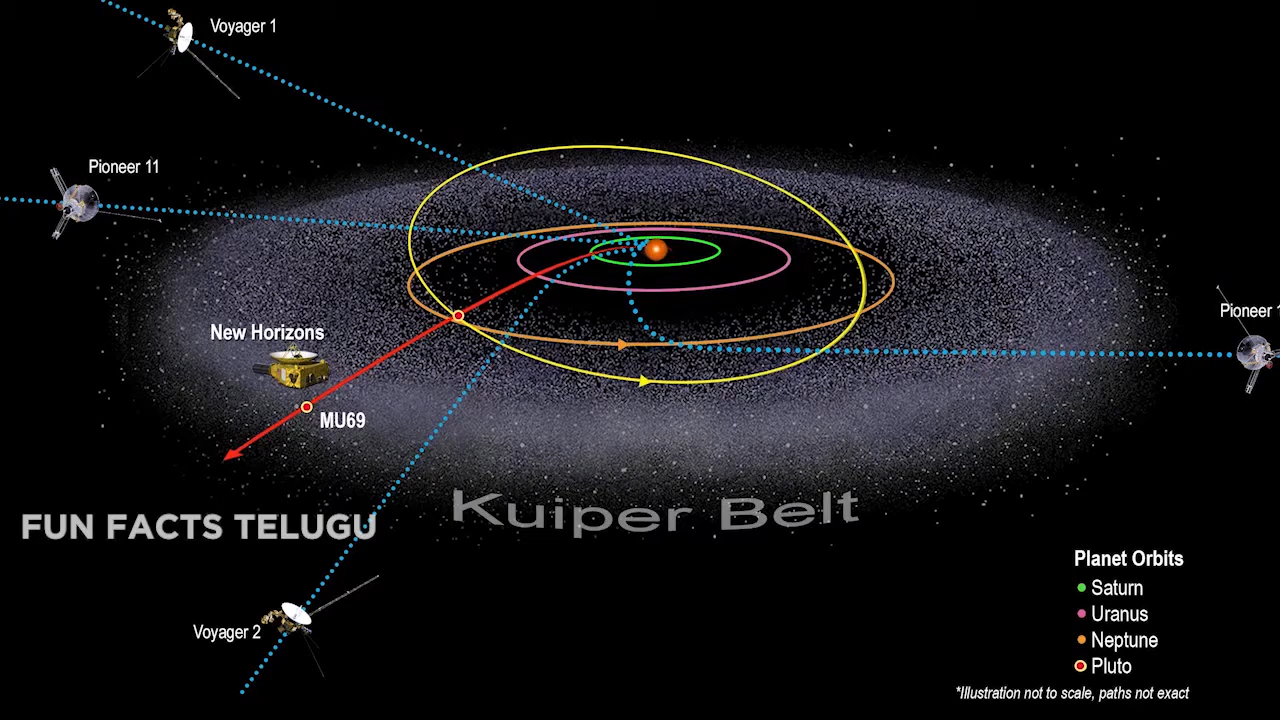 Voyager 1
Pioneer 11
Pioneer
New Horizons
MU69
Kuiper Belt
FUN FACTS TELUGU
Voyager 2
Planet Orbits
Saturn
Uranus
Neptune
Pluto
*Illustration not to scale, paths not exact